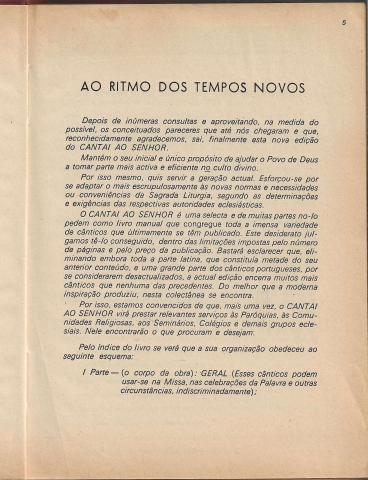 5
AO RITMO DOS TEMPOS NOVOS
Depois de inúmeras consultas e aproveitando, na medida do
possível, os conceituados pareceres que até nós chegaram e que,
reconhecidamente agradecemos, sai, finalmente esta nova edição
do CANTAI AO SENHOR.
Mantém o seu inicial e único propósito de ajudar o Povo de Deus
a tomar parte mais activa e eficiente no culto divino.
Por isso mesmo, quis servir a geração actual. Esforçou-se por
se adaptar o mais escrupulosamente às novas normas e necessidades
ou conveniências da Sagrada Liturgia, segundo as determinações
e exigências das respectivas autoridades eclesiásticas.
O CANTAI AO SENHOR é uma selecta e de muitas partes no-lo
pedem como livro manual que congregue toda a imensa variedade
de cânticos que ultimamente se têm publicado. Este desiderato jul-
gamos tê-lo conseguido, dentro das limitações impostas pelo número
de páginas e pelo preço da publicação. Bastará esclarecer que, eli-
minando embora toda a parte latina, que constituía metade do seu
anterior conteúdo, e uma grande parte dos cânticos portugueses, por
se considerarem desactualizados, a actual edição encerra muitos mais
cânticos que nenhuma das precedentes. Do melhor que a moderna
inspiração produziu, nesta colectânea se encontra.
Por isso, estamos convencidos de que, mais uma vez, o CANTAI
AO SENHOR virá prestar relevantes serviços às Paróquias, às Comu-
nidades Religiosas, aos Seminários, Colégios e demais grupos ecle-
siais. Nele encontrarão o que procuram e desejam.
Pelo Índice do livro se verá que a sua organização obedeceu ao
seguinte esquema:
I Parte — (o corpo da obra): GERAL (Esses cânticos podem
usar-se na Missa, nas celebrações da Palavra e outras
circunstâncias, indiscriminadamente);